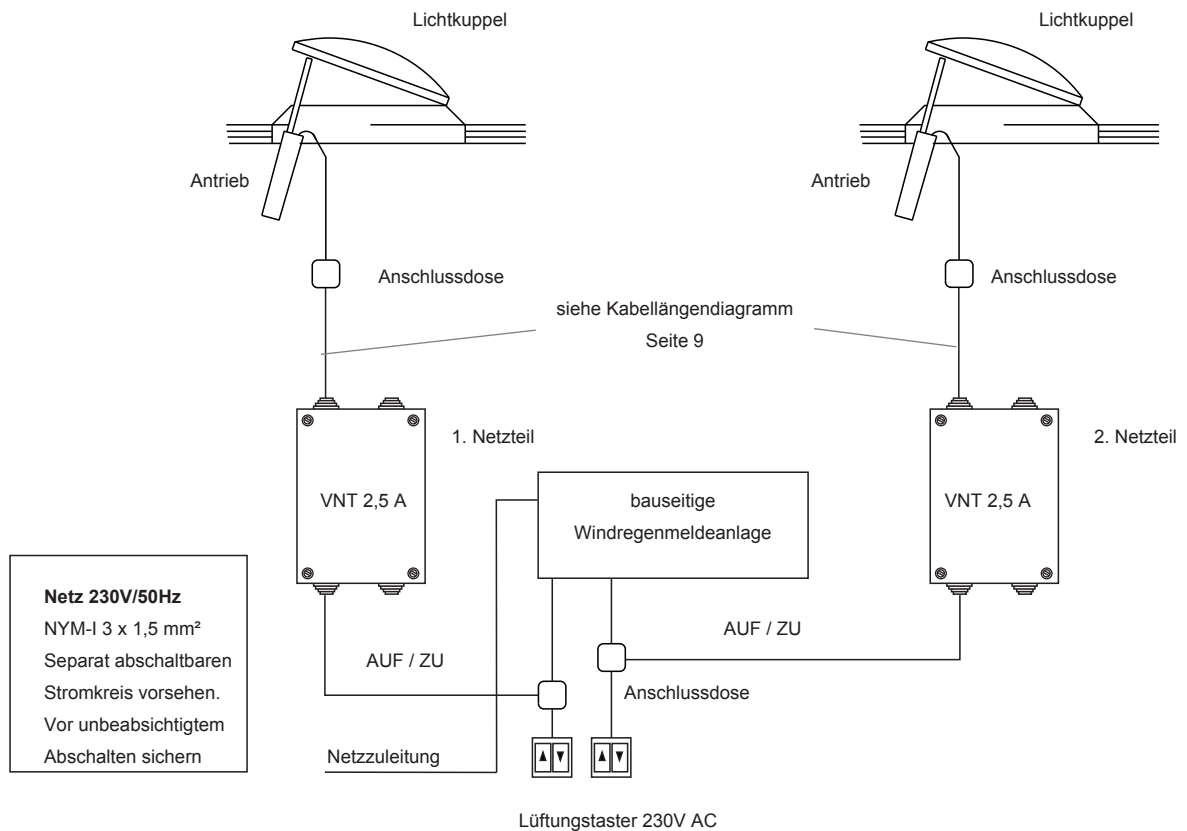 Lichtkuppel
Lichtkuppel
Antrieb
Antrieb
Anschlussdose
Anschlussdose
siehe Kabellängendiagramm
Seite 9
1. Netzteil
2. Netzteil
VNT 2,5 A
bauseitige
Windregenmeldeanlage
VNT 2,5 A
Netz 230V/50Hz
NYM-I 3 x 1,5 mm²
Separat abschaltbaren
Stromkreis vorsehen.
Vor unbeabsichtigtem
Abschalten sichern
AUF / ZU
AUF / ZU
Anschlussdose
Netzzuleitung
Lüftungstaster 230V AC